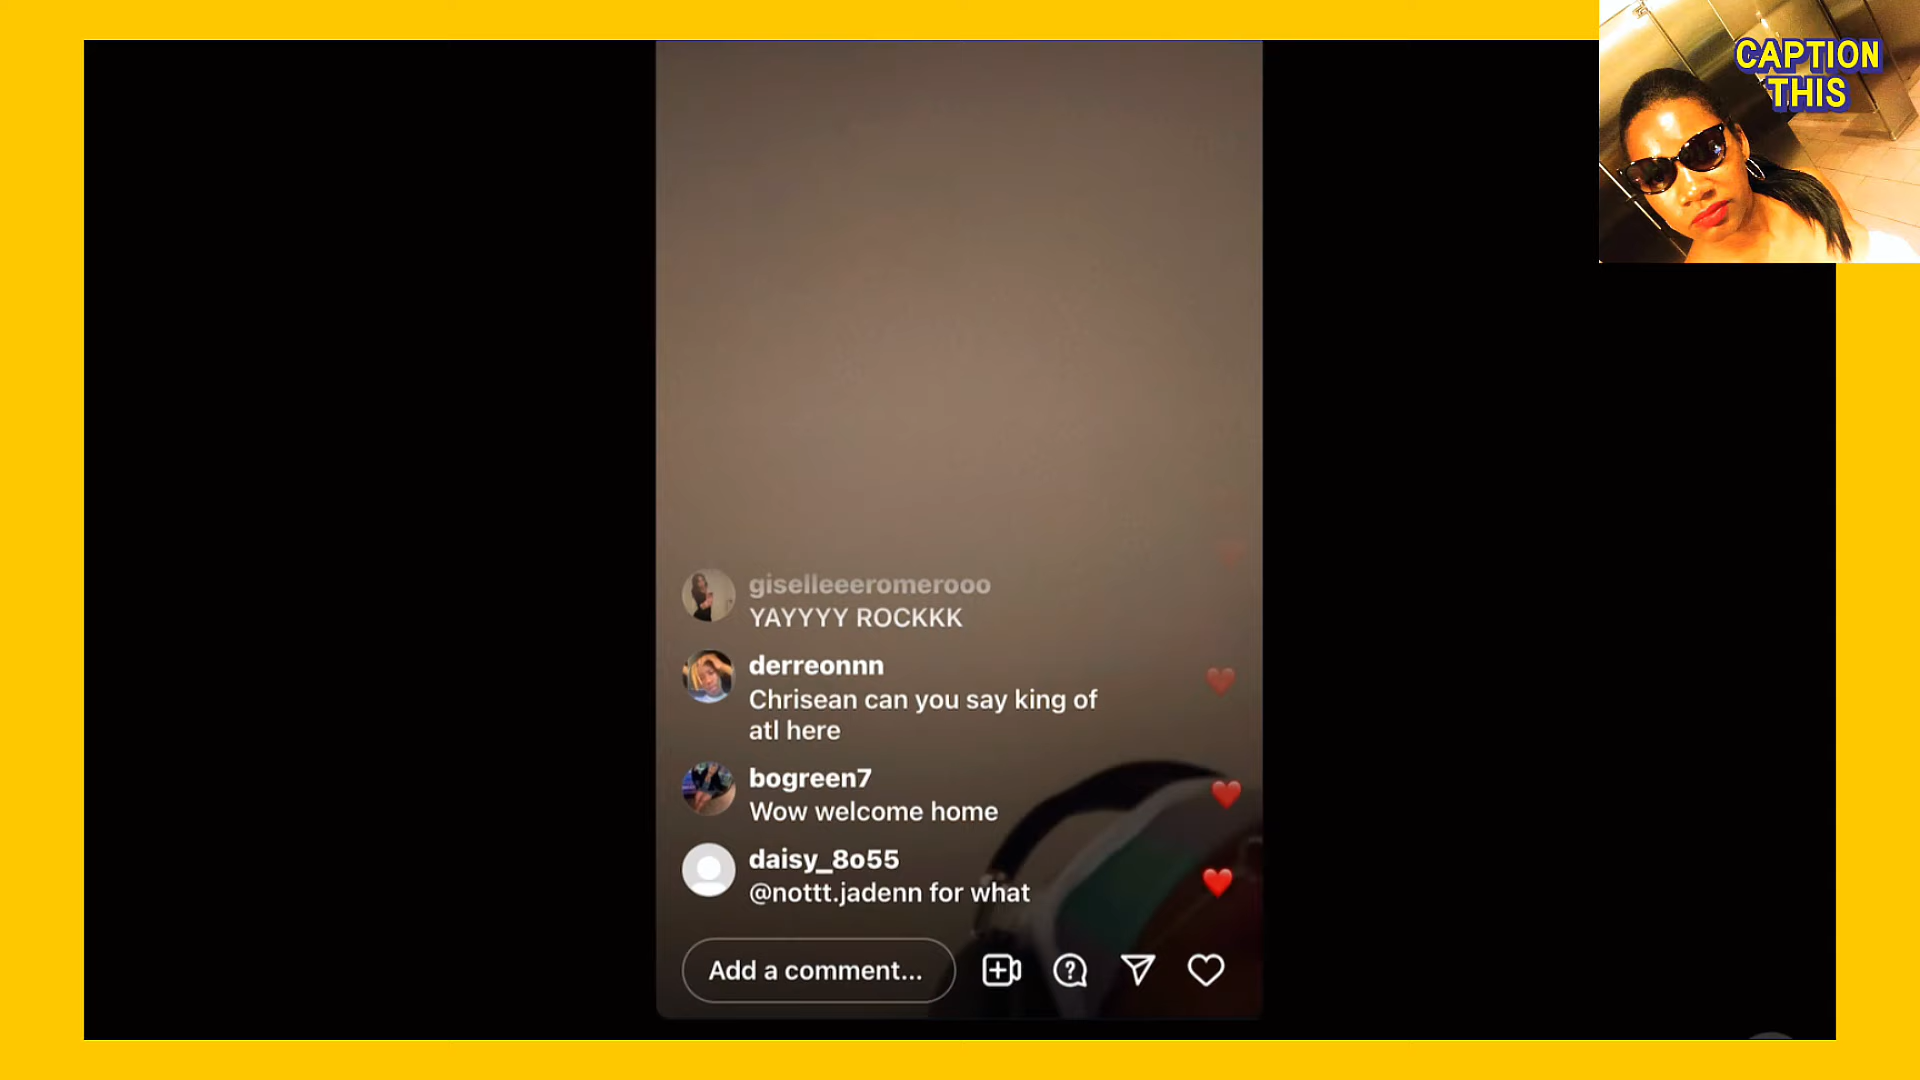 CAPTION
THIS
giselleeeromerooo
YAYYYY ROCKKK
derreonnn
Chrisean can you say king of
atl here
bogreen7
Wow welcome home
daisy_8o55
@nottt.jadenn for what
Add a comment...